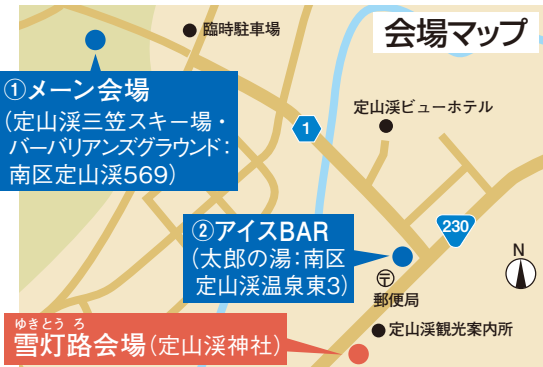 会場マップ
臨時駐車場
①メーン会場
(定山渓三笠スキー場・
バーバリアンズグラウンド:
南区定山渓569)
定山渓ビューホテル
1
②アイスBAR
(太郎の湯:南区
定山渓温泉東3)
230
N
〒
郵便局
定山渓観光案内所
ゆきとうろ
雪灯路会場(定山渓神社)